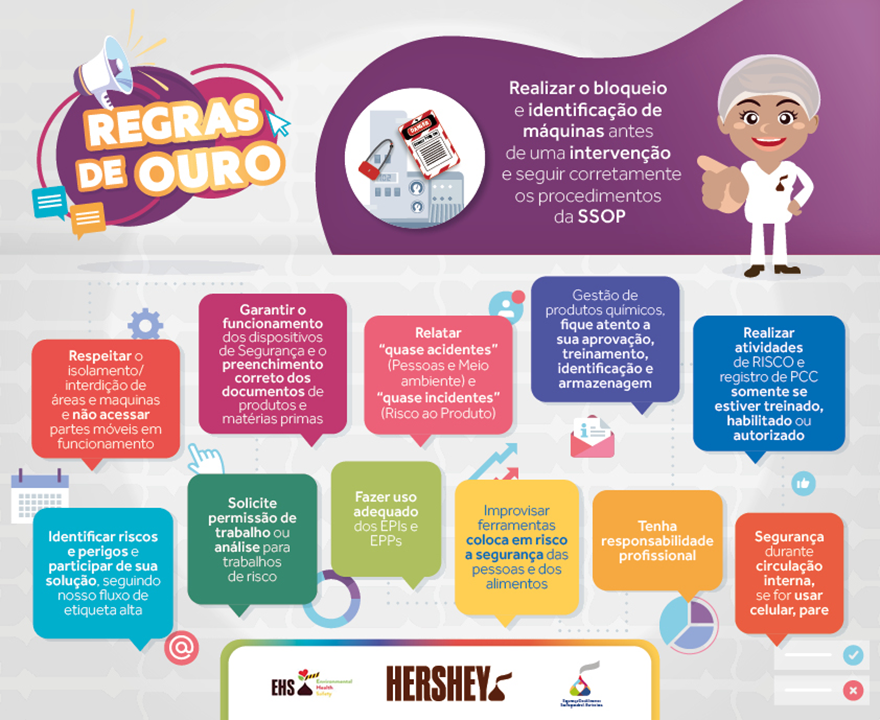 REGRAS
DE OURO
Realizar o bloqueio
e identificação de
máquinas antes
de uma intervenção
e seguir corretamente
os procedimentos
da SSOP
DANGER
Respeitar o
isolamento/
interdição de
áreas e maquinas
e não acessar
partes móveis em
funcionamento
Garantir o
funcionamento
dos dispositivos
de Segurança e o
preenchimento
correto dos
documentos de
produtos e
matérias primas
Relatar
“quase acidentes”
(Pessoas e Meio
ambiente) e
“quase incidentes”
(Risco ao Produto)
Gestão de
produtos químicos,
fique atento a
sua aprovação,
treinamento,
identificação e
armazenagem
Realizar
atividades
de RISCO e
registro de PCC
somente se
estiver treinado,
habilitado ou
autorizado
Identificar riscos
e perigos e
participar de sua
solução, seguindo
nosso fluxo de
etiqueta alta
Solicite
permissão de
trabalho ou
análise para
trabalhos
de risco
Fazer uso
adequado
dos EPIs e
EPPs
Improvisar
ferramentas
coloca em risco
a segurança das
pessoas e dos
alimentos
Tenha
responsabilidade
profissional
Segurança
durante
circulação
interna,
se for usar
celular, pare
@
EHS
Environmental
Health
Safety
HERSHEY